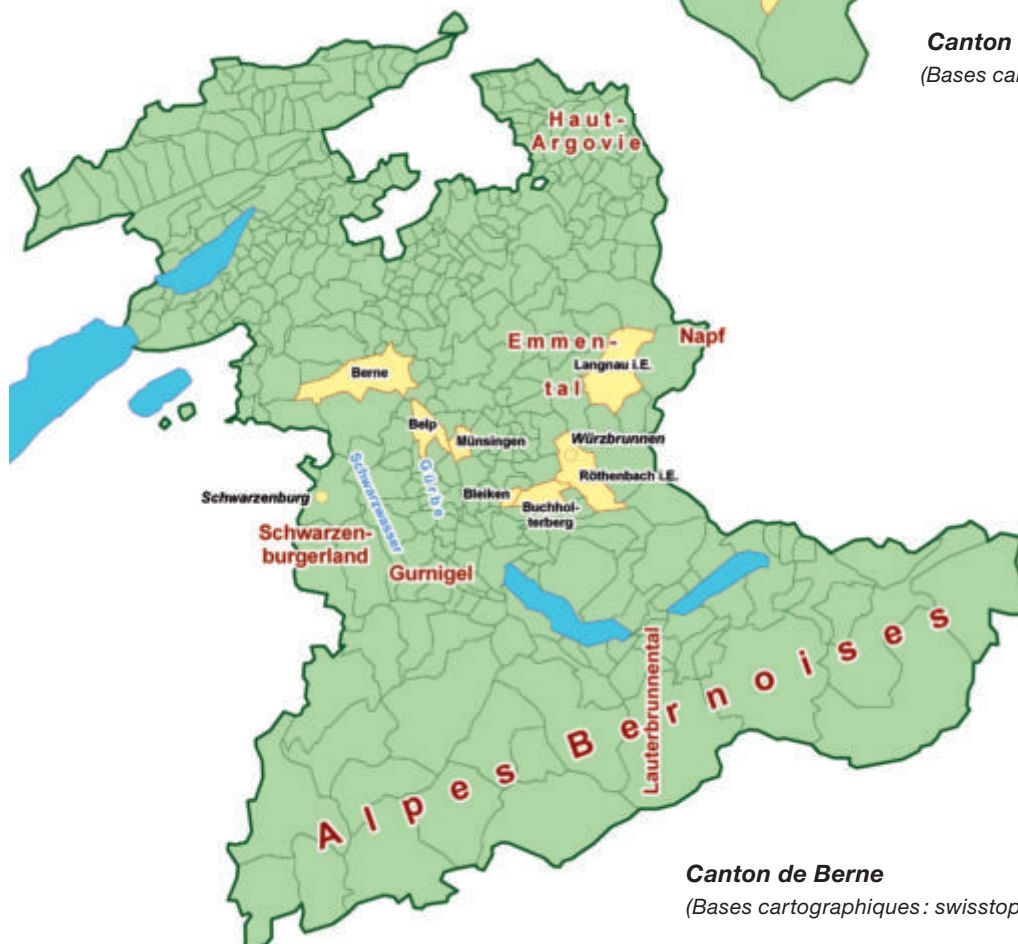 Canton
(Bases ca
Haut-
Argovie
Emmen-
tal
Napf
Langnau i.E.
Berne
Belp
Münsingen
Würzbrunnen
Röthenbach i.E.
Bleiken
Buchhol-
terberg
Gürbe
Schwarzwasser
Schwarzenburg
Schwarzen-
burgerland
Gurnigel
Lauterbrunnental
Alpes Bernoises
Canton de Berne
(Bases cartographiques : swisstop